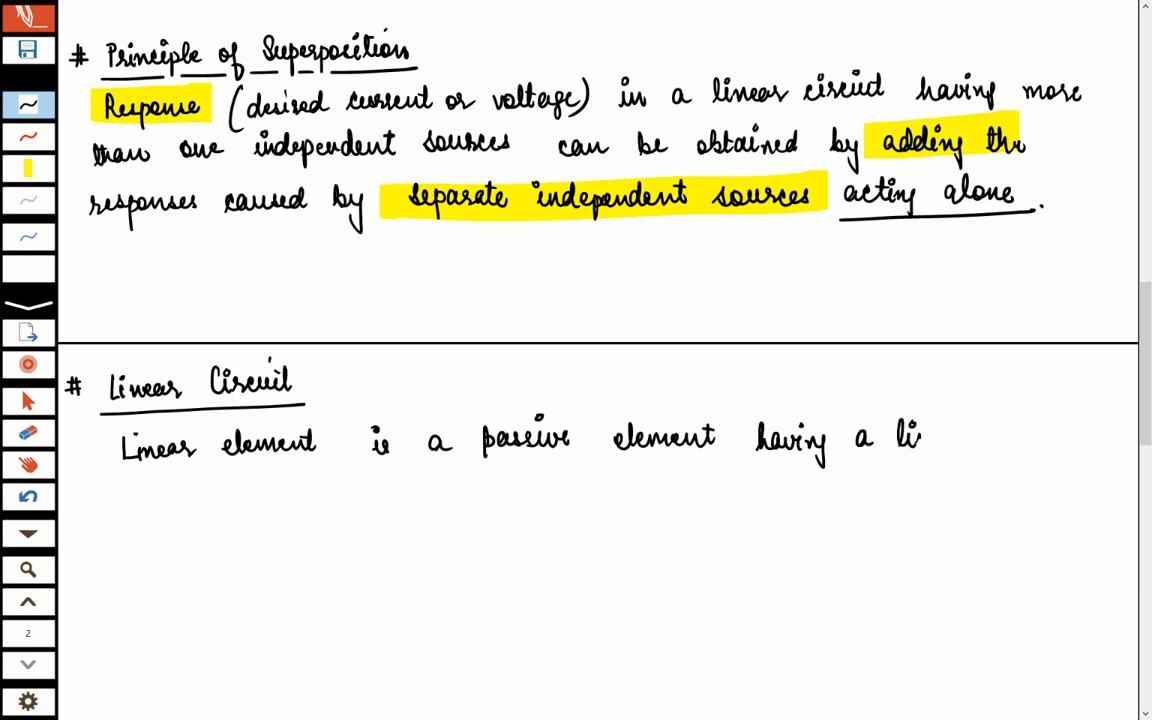 # Principle of Superposition
Response (desired current or voltage) in a linear circuit having more
than one independent sources can be obtained by adding the
responses caused by separate independent sources acting alone.
# Linear Circuit
Linear element is a passive element having a li
2